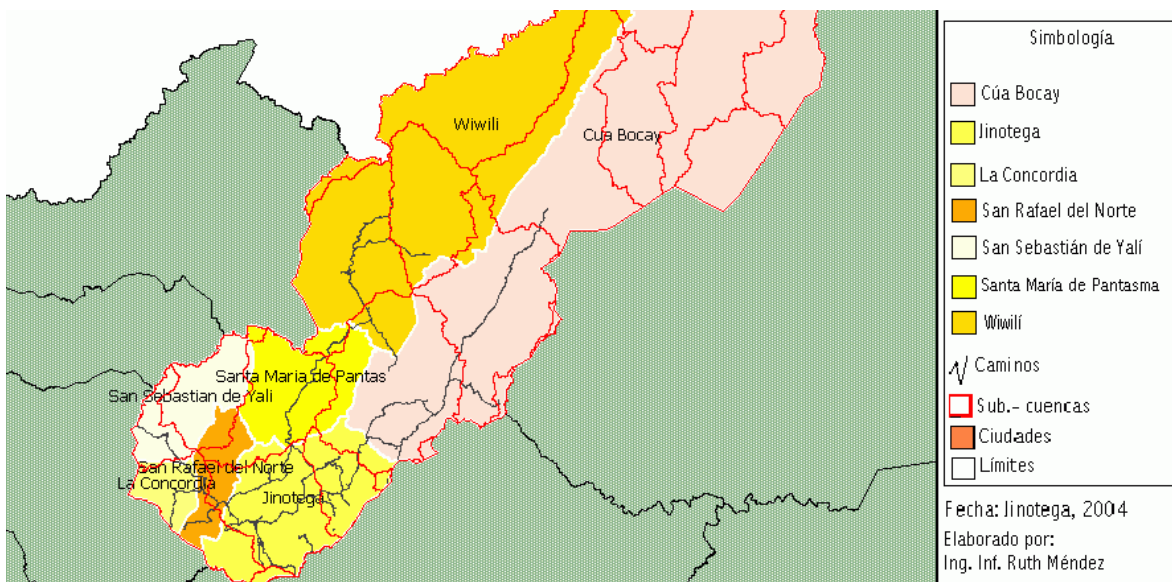 Wiwilí
Cua Bocay
Santa Maria de Pantas
San Sebastian de Yali
San Rafael del Norte
La Concordia
Jinotega
Simbología
Cúa Bocay
Jinotega
La Concordia
San Rafael del Norte
San Sebastián de Yalí
Santa María de Pantasma
Wiwilí
Caminos
Sub.- cuencas
Ciudades
Límites
Fecha: Jinotega, 2004
Elaborado por:
Ing. Inf. Ruth Méndez